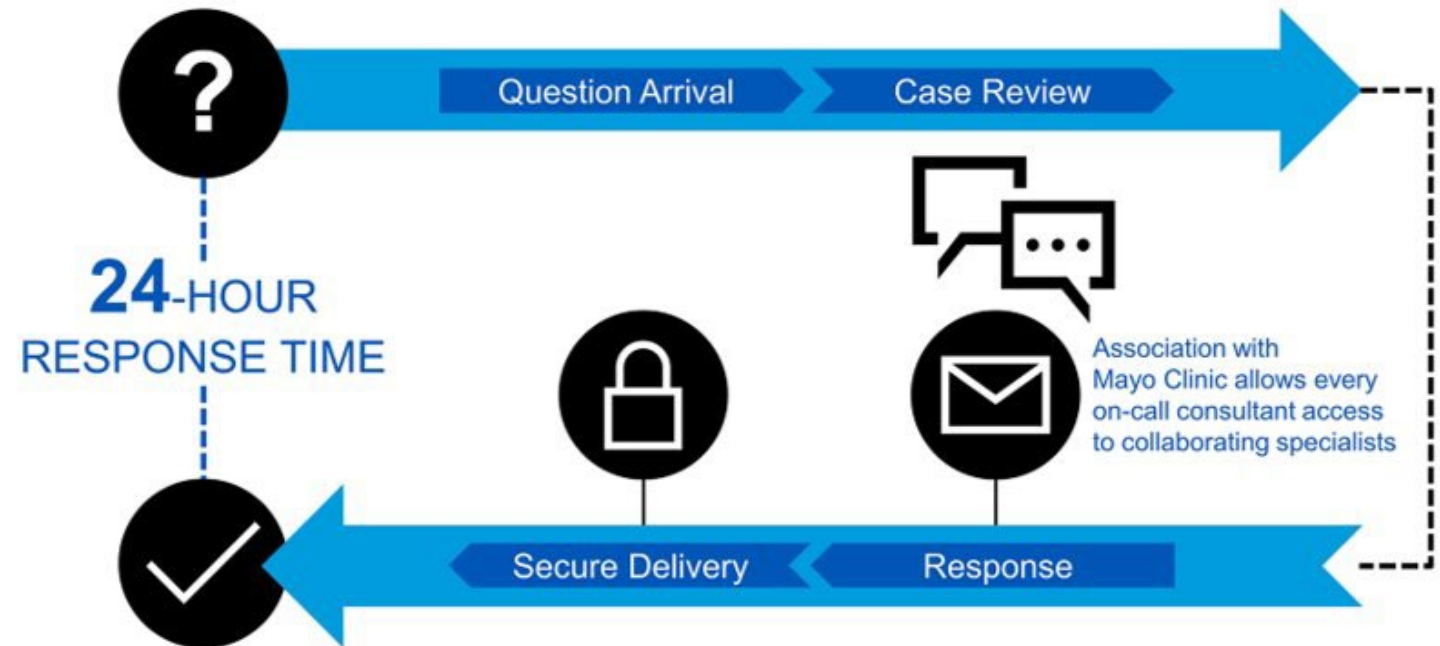 ?
Question Arrival
Case Review
24-HOUR
RESPONSE TIME
Association with
Mayo Clinic allows every
on-call consultant access
to collaborating specialists
Secure Delivery
Response